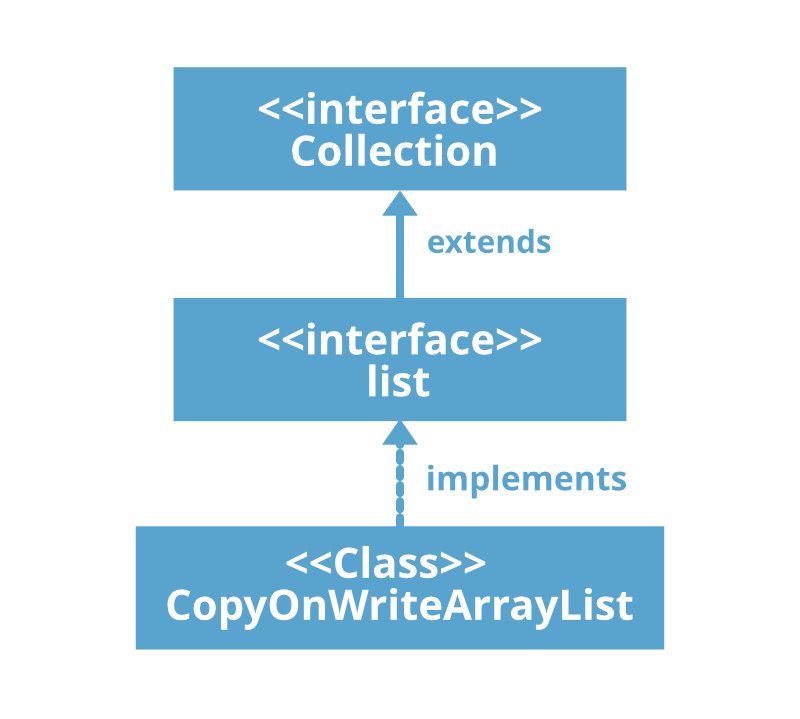 <<interface>>
Collection
extends
<<interface>>
list
implements
<<Class>>
CopyOnWriteArrayList